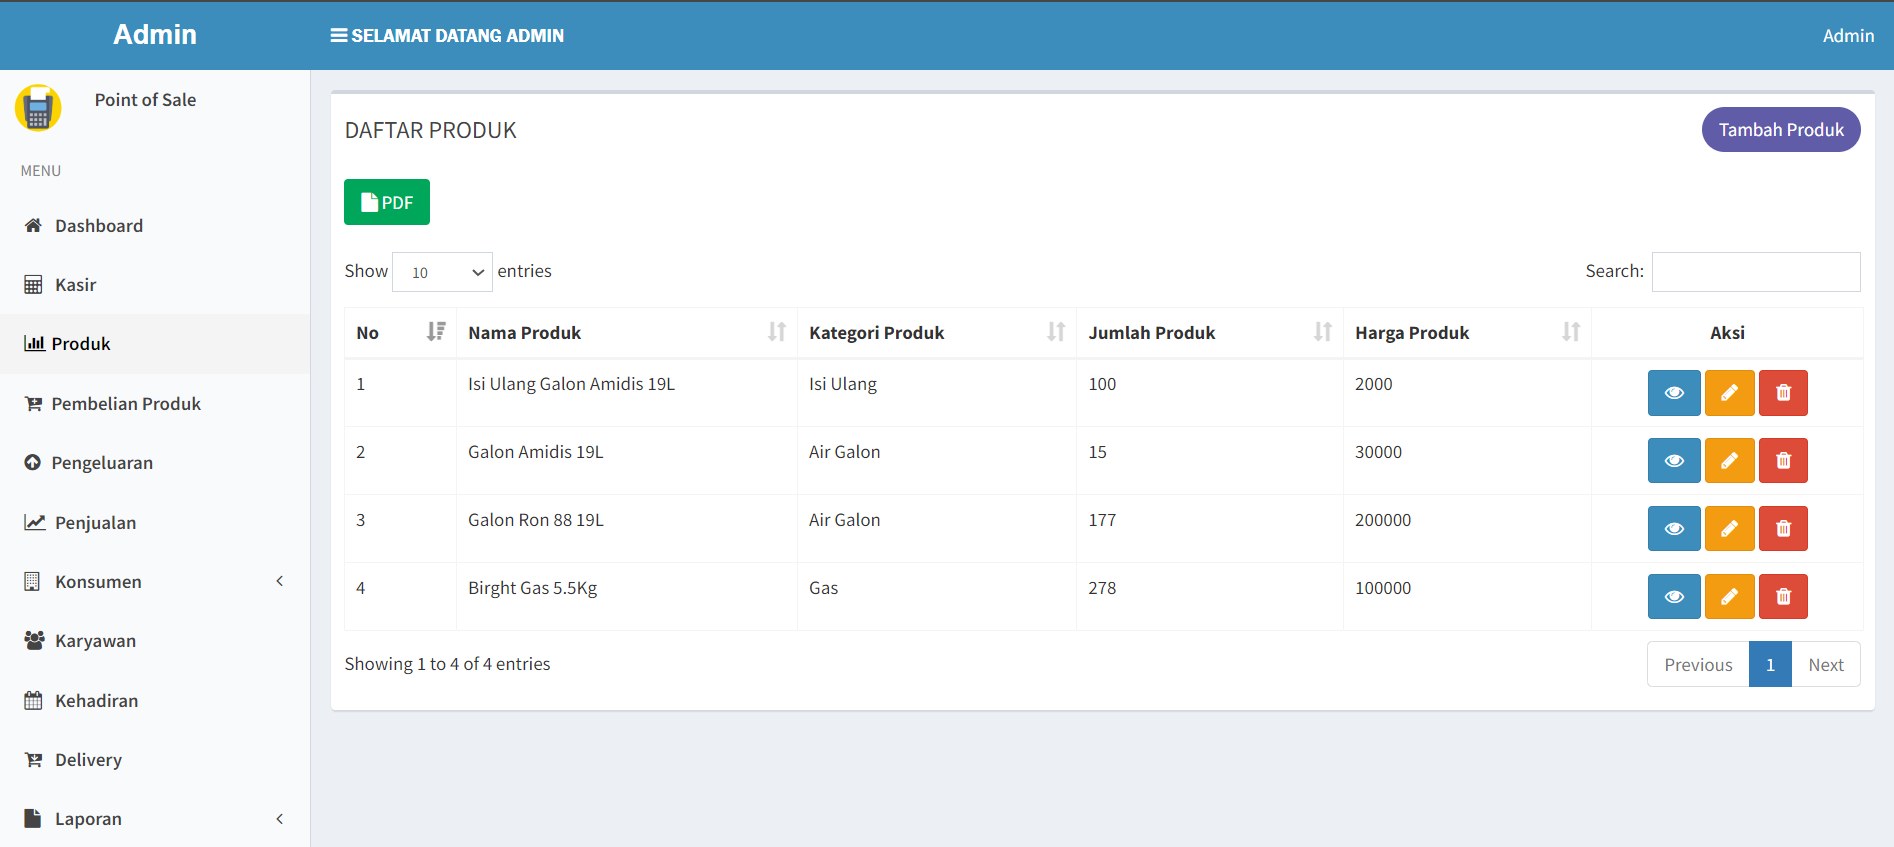 Admin
SELAMAT DATANG ADMIN
Admin
Point of Sale
MENU
Dashboard
Kasir
Produk
Pembelian Produk
Pengeluaran
Penjualan
Konsumen
Karyawan
Kehadiran
Delivery
Laporan
DAFTAR PRODUK
Tambah Produk
PDF
Show 10 entries
Search:
No Nama Produk Kategori Produk Jumlah Produk Harga Produk Aksi
1 Isi Ulang Galon Amidis 19L Isi Ulang 100 2000
2 Galon Amidis 19L Air Galon 15 30000
3 Galon Ron 88 19L Air Galon 177 200000
4 Birght Gas 5.5Kg Gas 278 100000
Showing 1 to 4 of 4 entries
Previous 1 Next